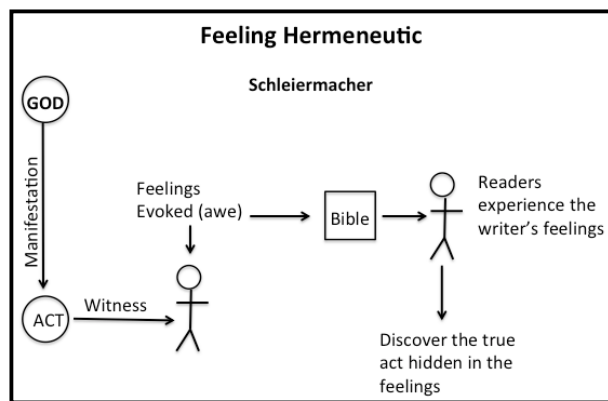 Feeling Hermeneutic
Schleiermacher
GOD
Manifestation
ACT
Witness
Feelings
Evoked (awe)
Bible
Readers
experience the
writer's feelings
Discover the true
act hidden in the
feelings